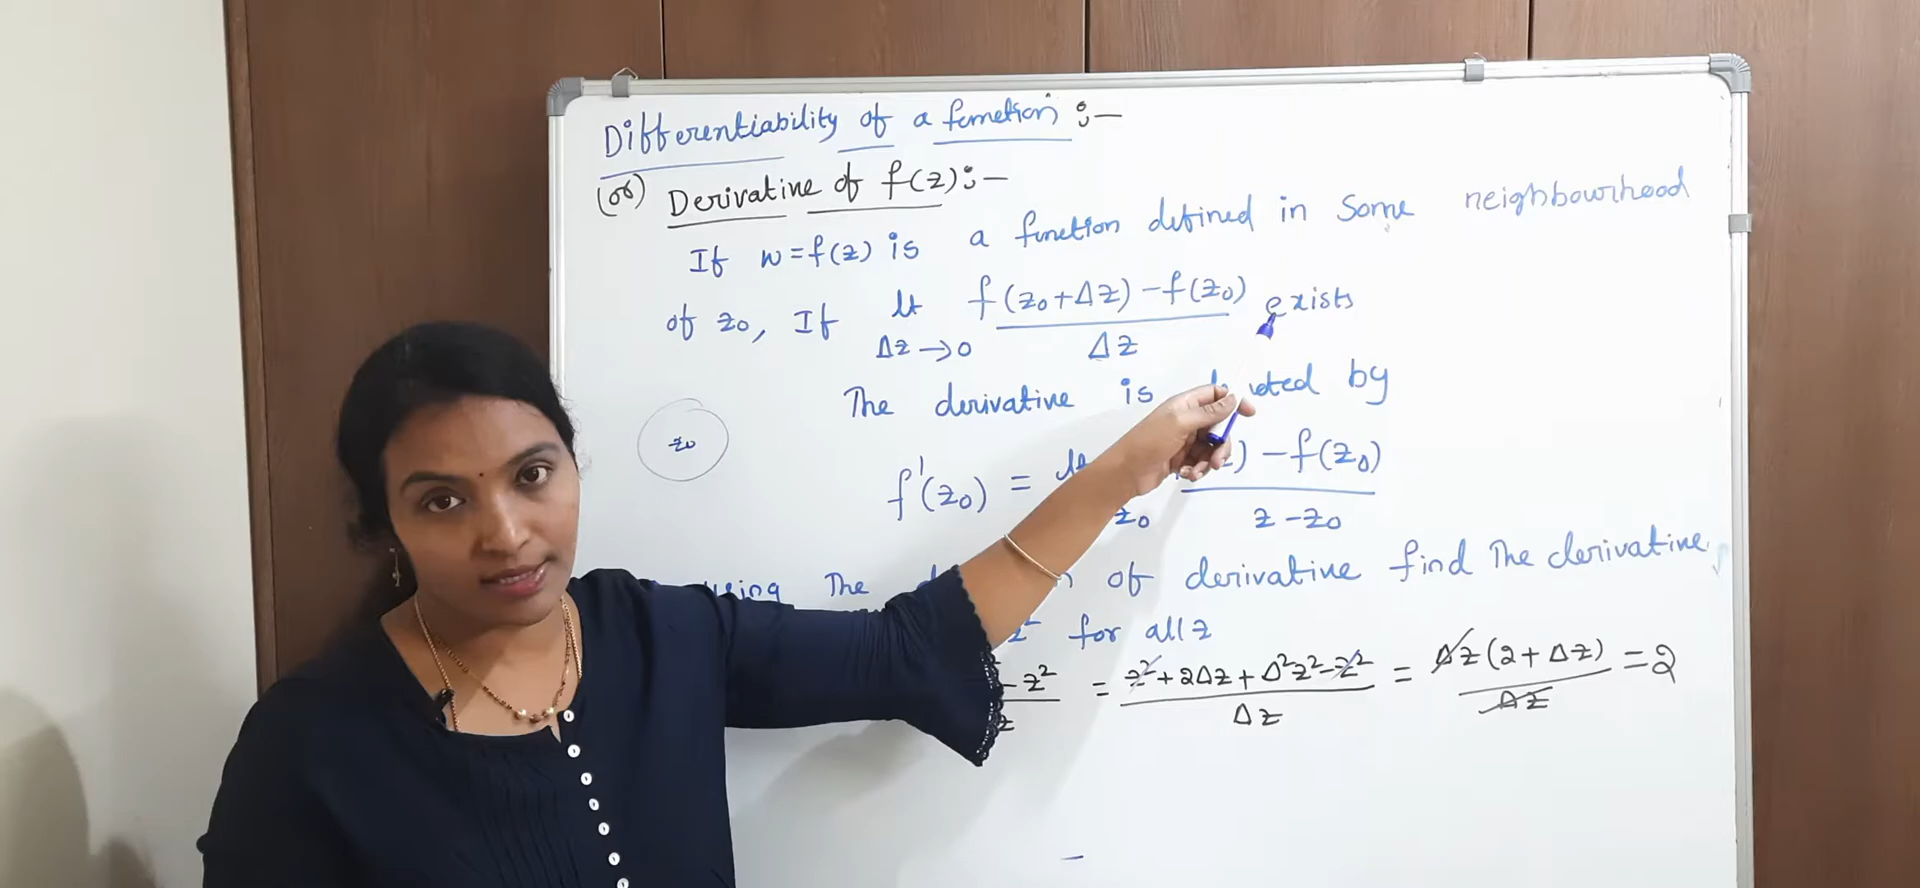 Differentiability of a function :-
(or) Derivative of f(z):-
If w=f(z) is a function defined in some neighbourhood
of z0, If lt Δz→0 f(z0+Δz)-f(z0) / Δz exists
The derivative is by
z0
f'(z0) = lt z0 ) - f(z0) / z-z0
using The of derivative find The derivative
z² for all z
- z² / z = z²+2Δz+Δ²z²-z² / Δz = Δz(2+Δz) / Δz = 2